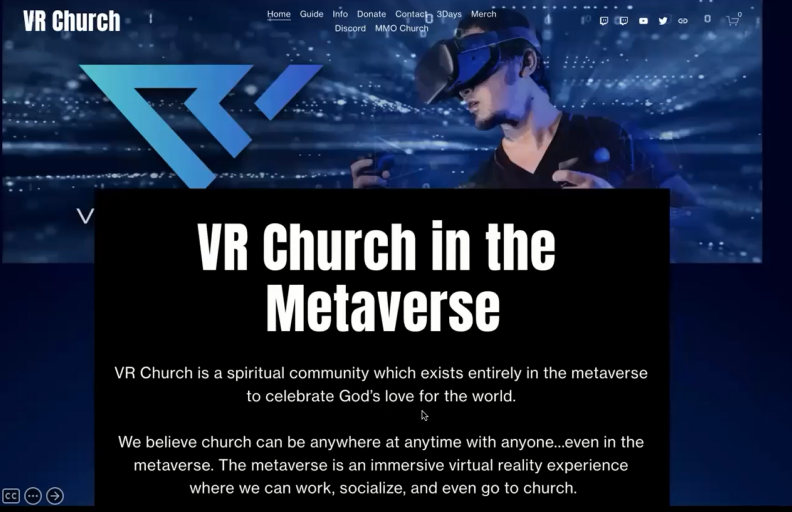 VR Church
Home Guide Info Donate Contact 3Days Merch
Discord MMO Church
0
V
VR Church in the
Metaverse
VR Church is a spiritual community which exists entirely in the metaverse
to celebrate God's love for the world.
We believe church can be anywhere at anytime with anyone...even in the
metaverse. The metaverse is an immersive virtual reality experience
where we can work, socialize, and even go to church.
CC